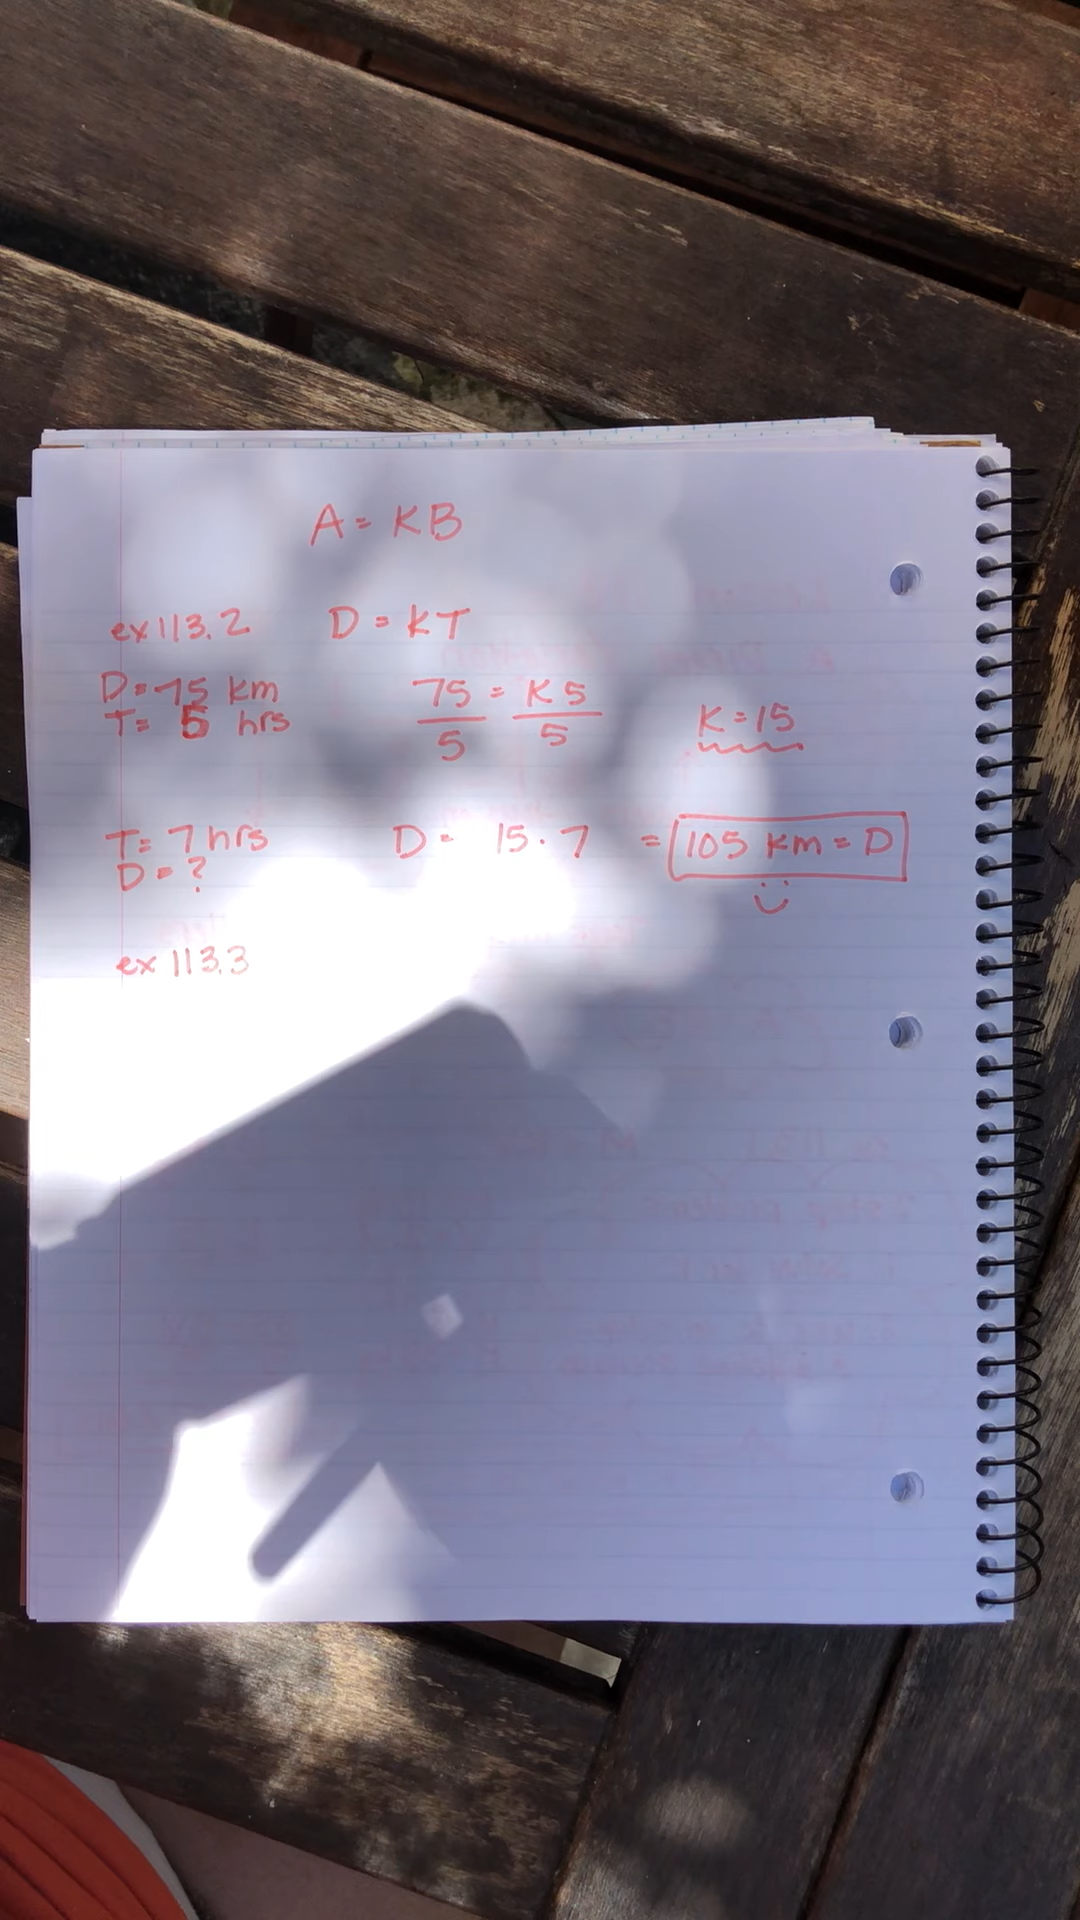 A = KB
ex 113.2 D = KT
D = 75 km 75 = K5 K = 15
T = 5 hrs 5 5
T = 7 hrs D = 15 · 7 = 105 km = D
D = ?
ex 113.3